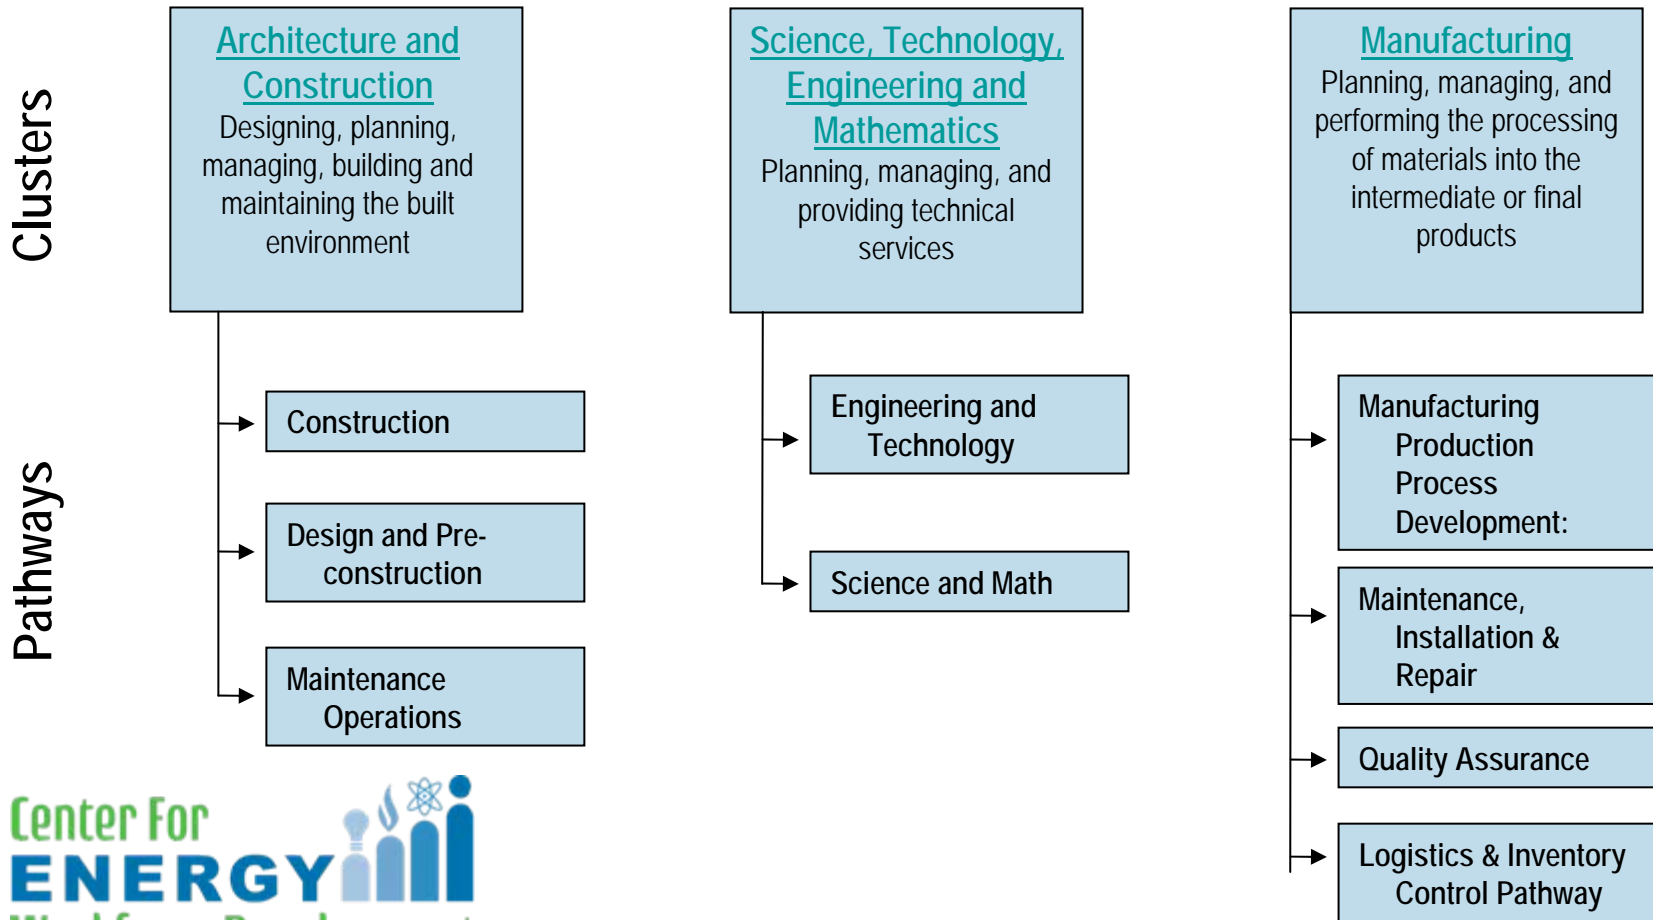 Clusters
Architecture and
Construction
Designing, planning,
managing, building and
maintaining the built
environment
Science, Technology,
Engineering and
Mathematics
Planning, managing, and
providing technical
services
Manufacturing
Planning, managing, and
performing the processing
of materials into the
intermediate or final
products
Pathways
Construction
Design and Pre-
construction
Maintenance
Operations
Engineering and
Technology
Science and Math
Manufacturing
Production
Process
Development:
Maintenance,
Installation &
Repair
Quality Assurance
Logistics & Inventory
Control Pathway
Center For
ENERGY